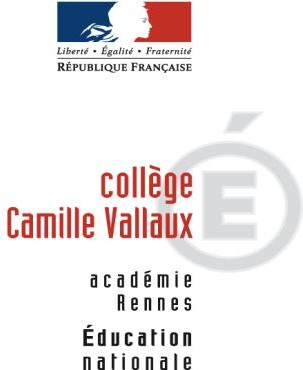 Liberté • Égalité • Fraternité
RÉPUBLIQUE FRANÇAISE
collège
Camille Vallaux
É
académie
Rennes
Éducation
nationale